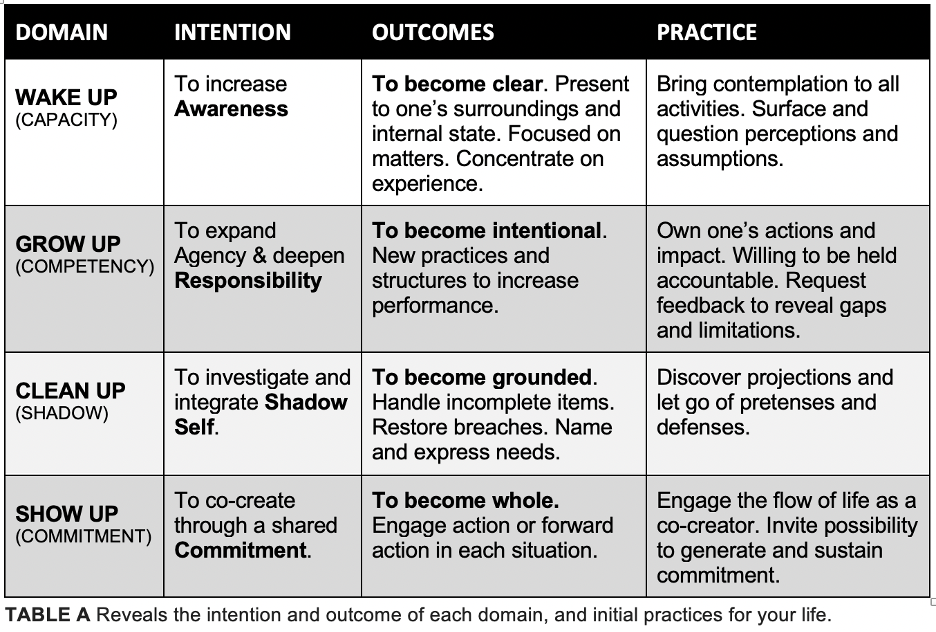 DOMAIN INTENTION OUTCOMES PRACTICE
WAKE UP
(CAPACITY)
To increase
Awareness
To become clear. Present
to one’s surroundings and
internal state. Focused on
matters. Concentrate on
experience.
Bring contemplation to all
activities. Surface and
question perceptions and
assumptions.
GROW UP
(COMPETENCY)
To expand
Agency & deepen
Responsibility
To become intentional.
New practices and
structures to increase
performance.
Own one’s actions and
impact. Willing to be held
accountable. Request
feedback to reveal gaps
and limitations.
CLEAN UP
(SHADOW)
To investigate and
integrate Shadow
Self.
To become grounded.
Handle incomplete items.
Restore breaches. Name
and express needs.
Discover projections and
let go of pretenses and
defenses.
SHOW UP
(COMMITMENT)
To co-create
through a shared
Commitment.
To become whole.
Engage action or forward
action in each situation.
Engage the flow of life as a
co-creator. Invite possibility
to generate and sustain
commitment.
TABLE A Reveals the intention and outcome of each domain, and initial practices for your life.